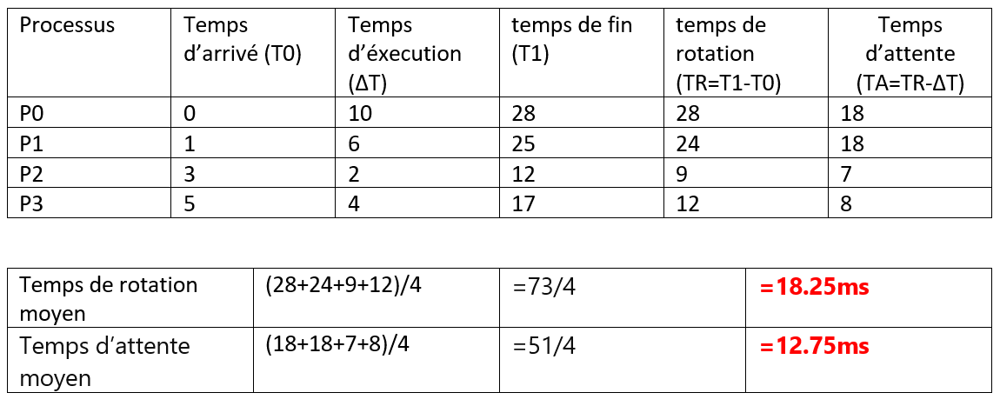 Processus Temps temps de fin temps de Temps
d’arrivé (T0) Temps
d’éxecution
(ΔT) (T1) rotation
(TR=T1-T0) d’attente
(TA=TR-ΔT)
P0 0 10 28 28 18
P1 1 6 25 24 18
P2 3 2 12 9 7
P3 5 4 17 12 8
Temps de rotation
moyen (28+24+9+12)/4 =73/4 =18.25ms
Temps d’attente
moyen (18+18+7+8)/4 =51/4 =12.75ms